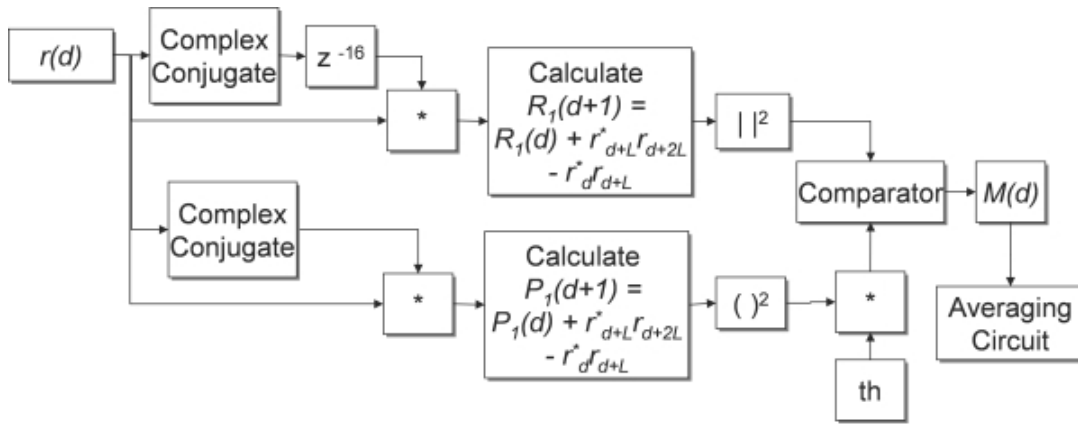 r(d)
Complex
Conjugate
z -16
*
Calculate
R1(d+1) =
R1(d) + r*d+Lrd+2L
- r*drd+L
| |2
Comparator
M(d)
Averaging
Circuit
Complex
Conjugate
*
Calculate
P1(d+1) =
P1(d) + r*d+Lrd+2L
- r*drd+L
( )2
*
th